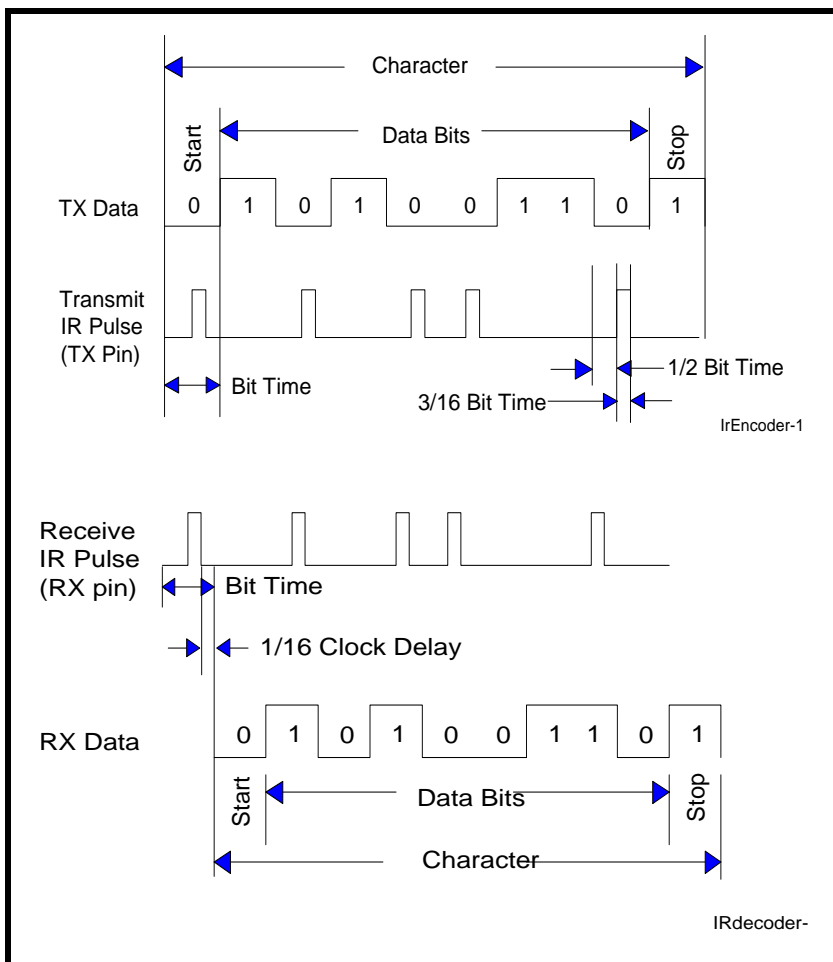 Character
Start
Data Bits
Stop
TX Data
0 1 0 1 0 0 1 1 0 1
Transmit
IR Pulse
(TX Pin)
Bit Time
1/2 Bit Time
3/16 Bit Time
IrEncoder-1
Receive
IR Pulse
(RX pin)
Bit Time
1/16 Clock Delay
RX Data
0 1 0 1 0 0 1 1 0 1
Start
Data Bits
Stop
Character
IRdecoder-